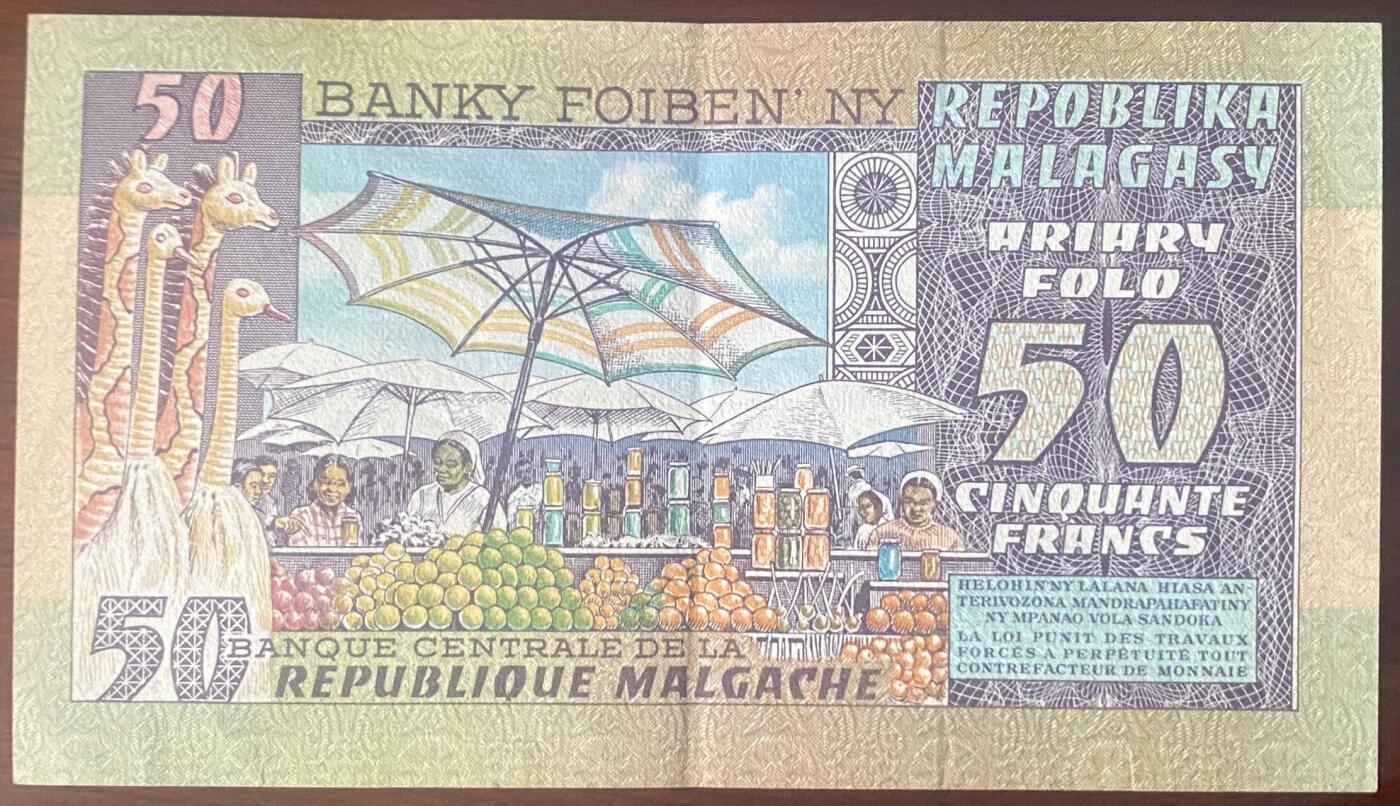 50
BANKY FOIBEN' NY
REPOBLIKA
MALAGASY
ARIARY
FOLO
50
CINQUANTE
FRANCS
HELOHIN'NY LALANA HIASA AN-
TERIVOZONA MANDRAPAHAFATINY
NY MPANAO VOLA SANDOKA
LA LOI PUNIT DES TRAVAUX
FORCÉS A PERPÉTUITÉ TOUT
CONTREFACTEUR DE MONNAIE
50
BANQUE CENTRALE DE LA
REPUBLIQUE MALGACHE